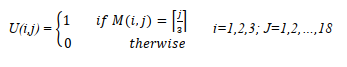 U(i,j) = {1 if M(i,j) = ⌈j/3⌉ i=1,2,3; J=1,2,...,18
0 therwise